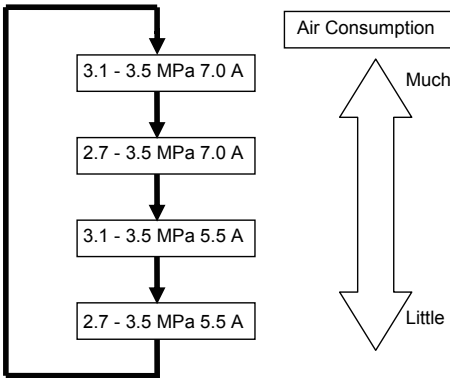 Air Consumption
3.1 - 3.5 MPa 7.0 A
Much
2.7 - 3.5 MPa 7.0 A
3.1 - 3.5 MPa 5.5 A
2.7 - 3.5 MPa 5.5 A
Little